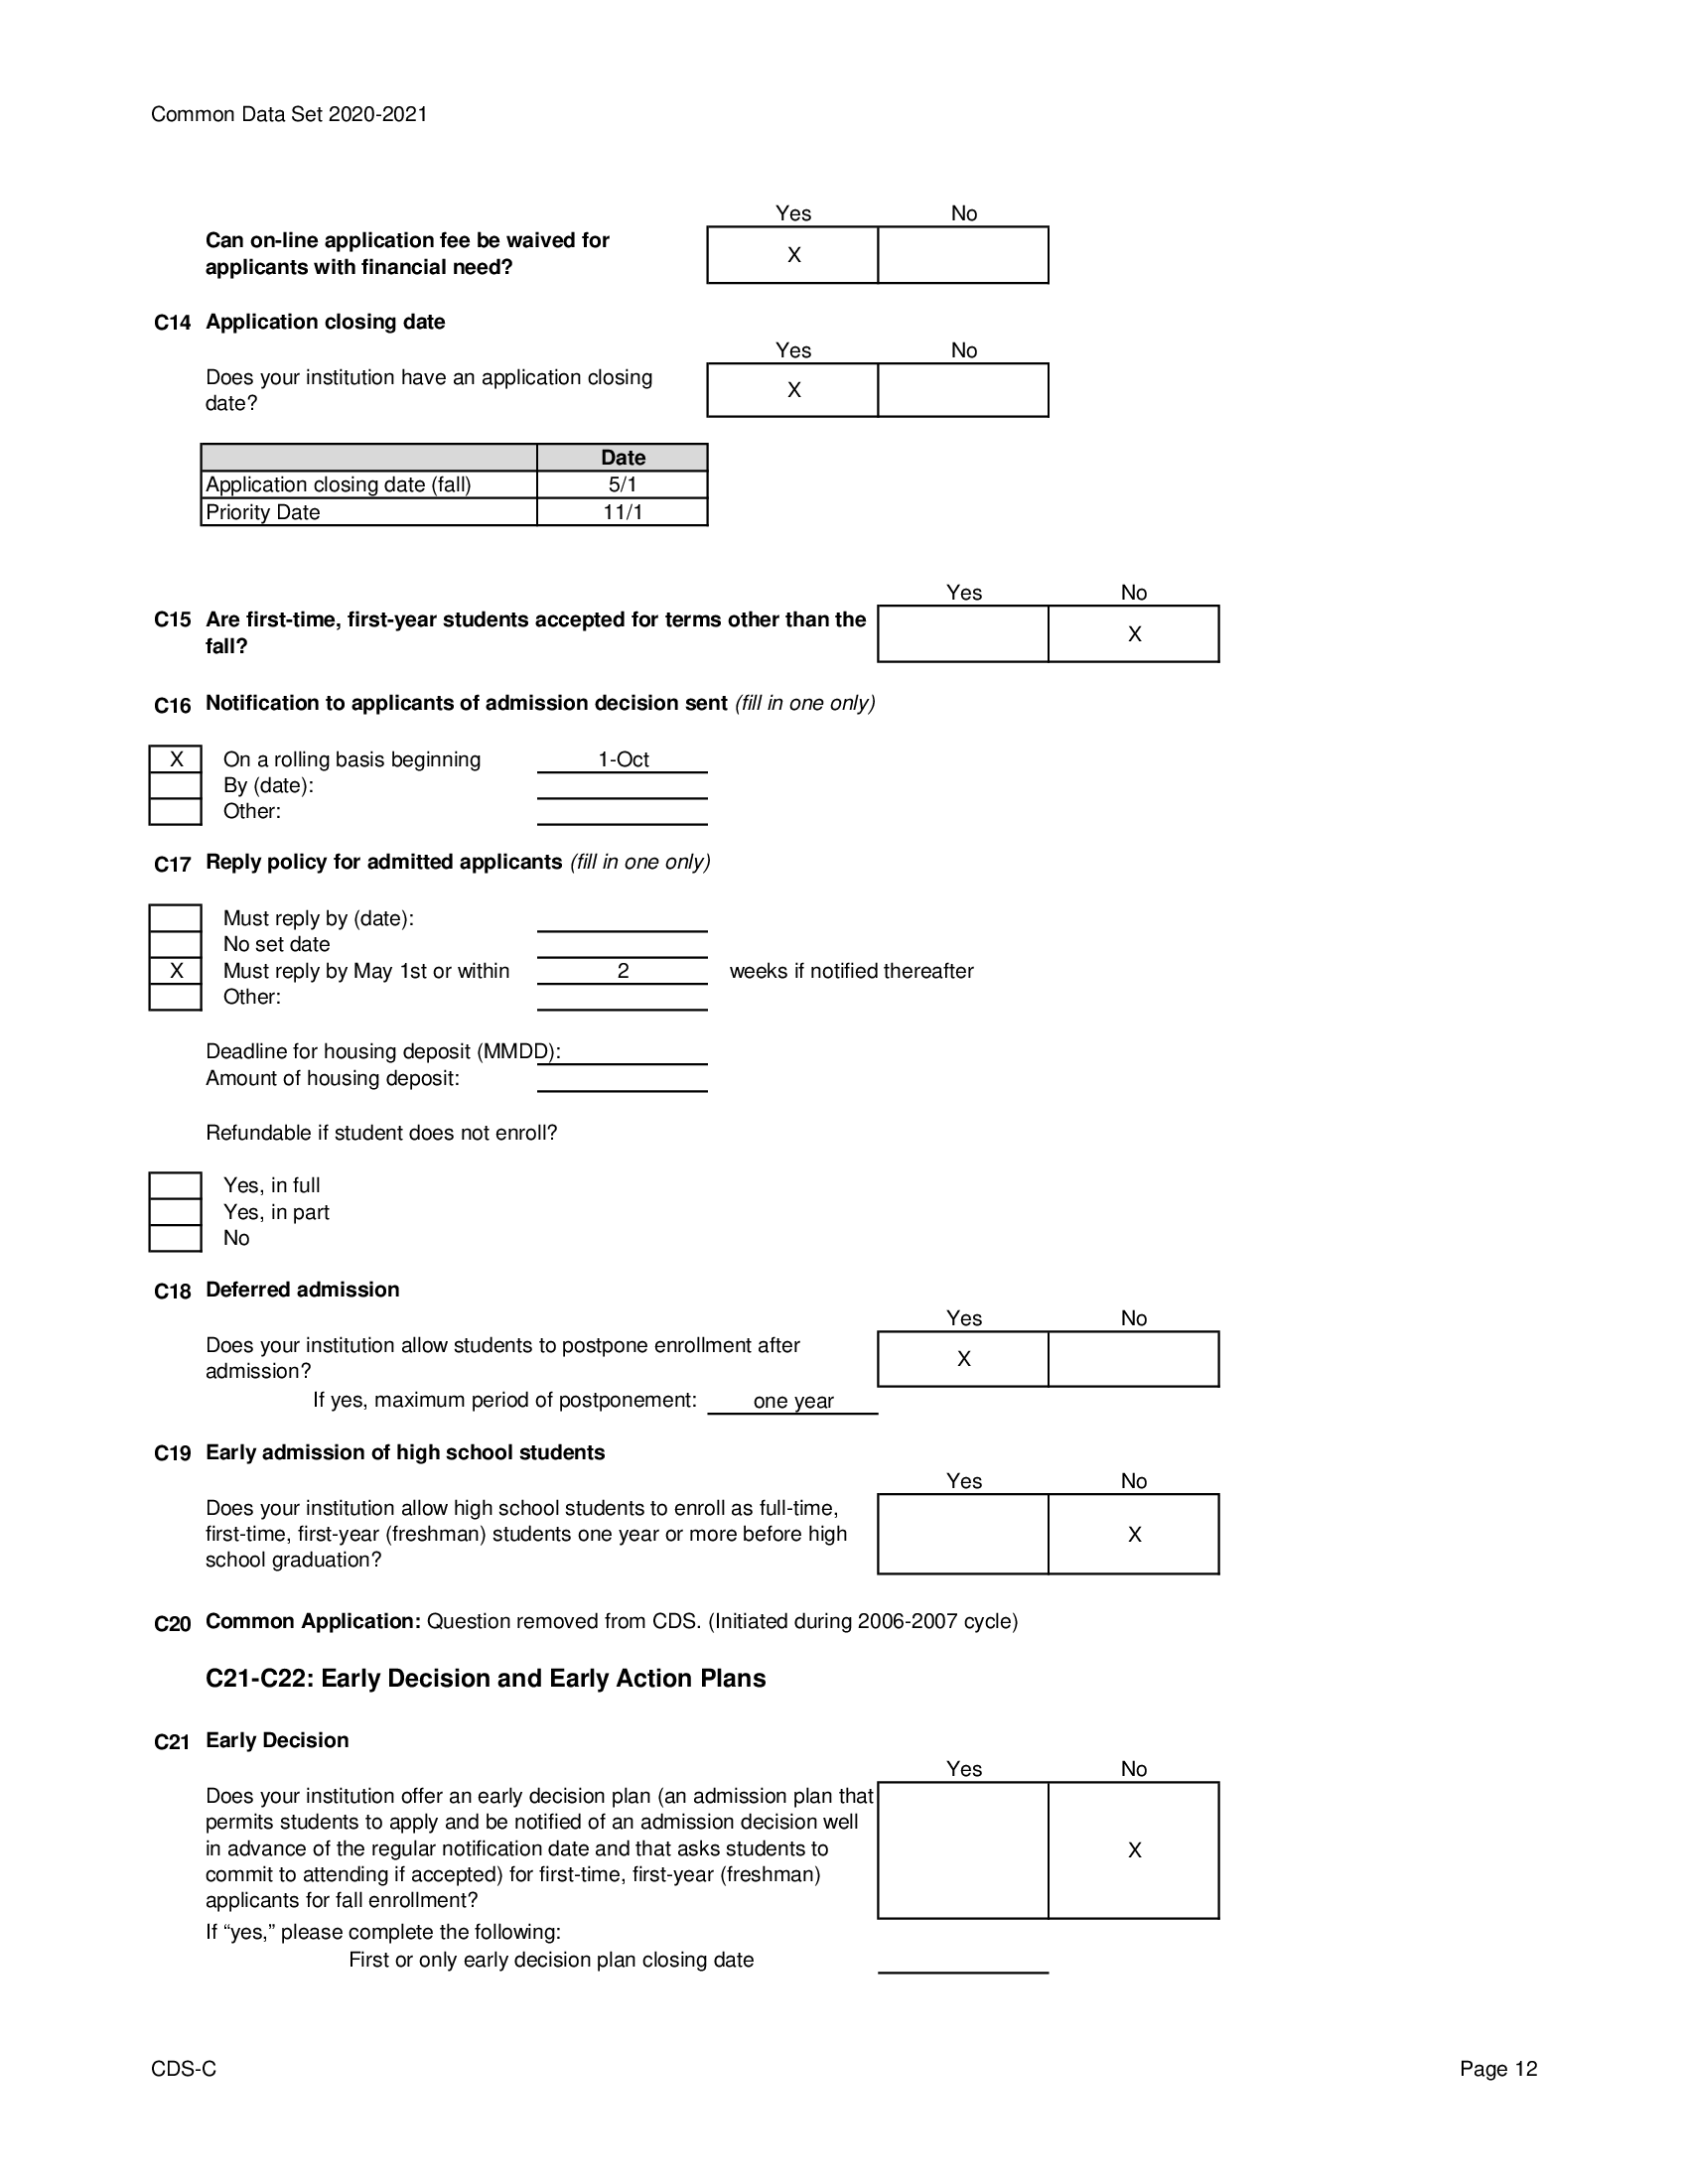 Common Data Set 2020-2021
Yes No
Can on-line application fee be waived for
applicants with financial need?
X
C14 Application closing date
Yes No
Does your institution have an application closing
date?
X
Date
Application closing date (fall) 5/1
Priority Date 11/1
Yes No
C15 Are first-time, first-year students accepted for terms other than the
fall?
X
C16 Notification to applicants of admission decision sent (fill in one only)
X On a rolling basis beginning 1-Oct
By (date):
Other:
C17 Reply policy for admitted applicants (fill in one only)
Must reply by (date):
No set date
X Must reply by May 1st or within 2 weeks if notified thereafter
Other:
Deadline for housing deposit (MMDD):
Amount of housing deposit:
Refundable if student does not enroll?
Yes, in full
Yes, in part
No
C18 Deferred admission
Yes No
Does your institution allow students to postpone enrollment after
admission?
X
If yes, maximum period of postponement: one year
C19 Early admission of high school students
Yes No
Does your institution allow high school students to enroll as full-time,
first-time, first-year (freshman) students one year or more before high
school graduation?
X
C20 Common Application: Question removed from CDS. (Initiated during 2006-2007 cycle)
C21-C22: Early Decision and Early Action Plans
C21 Early Decision
Yes No
Does your institution offer an early decision plan (an admission plan that
permits students to apply and be notified of an admission decision well
in advance of the regular notification date and that asks students to
commit to attending if accepted) for first-time, first-year (freshman)
applicants for fall enrollment?
X
If “yes,” please complete the following:
First or only early decision plan closing date
CDS-C Page 12